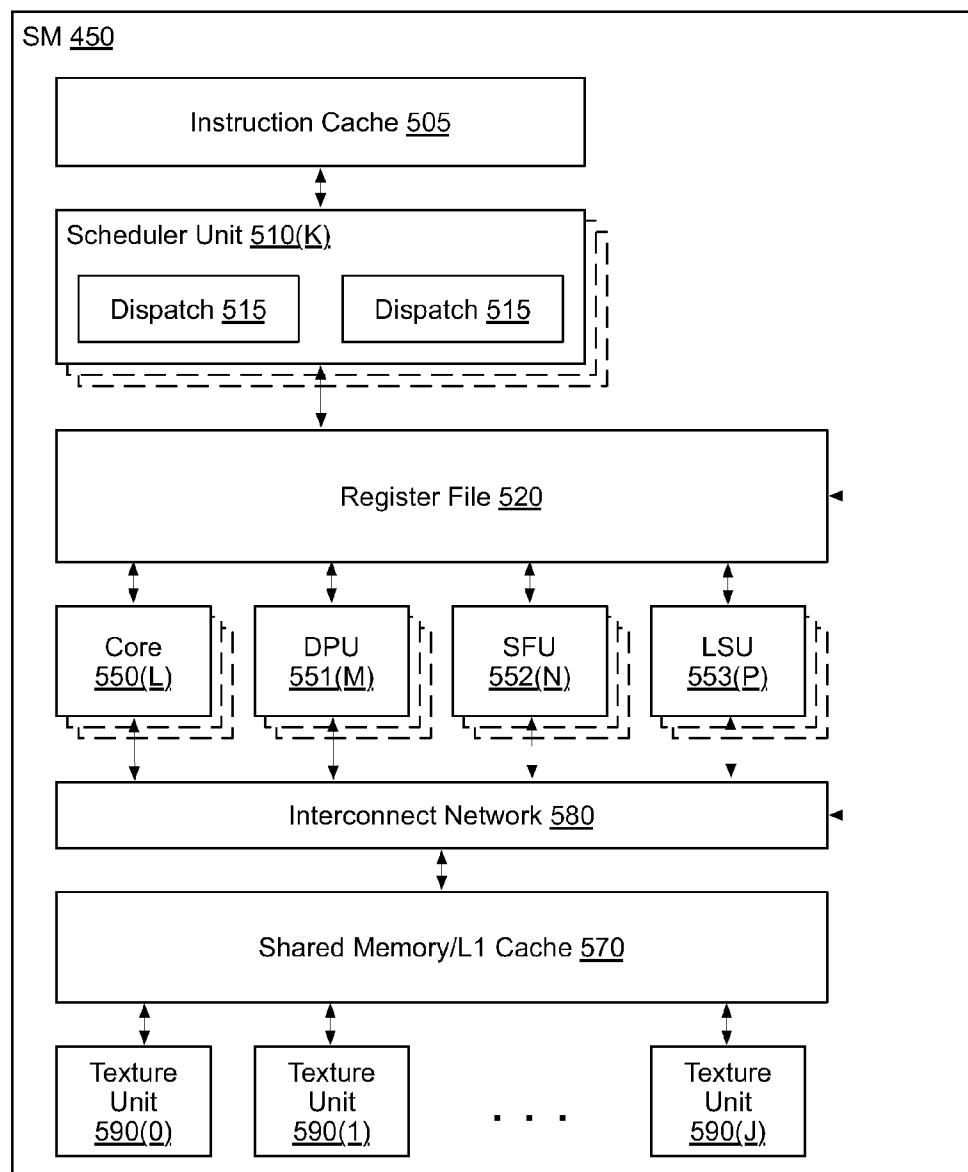 SM 450
Instruction Cache 505
Scheduler Unit 510(K)
Dispatch 515
Dispatch 515
Register File 520
Core
550(L)
DPU
551(M)
SFU
552(N)
LSU
553(P)
Interconnect Network 580
Shared Memory/L1 Cache 570
Texture
Unit
590(0)
Texture
Unit
590(1)
. . .
Texture
Unit
590(J)